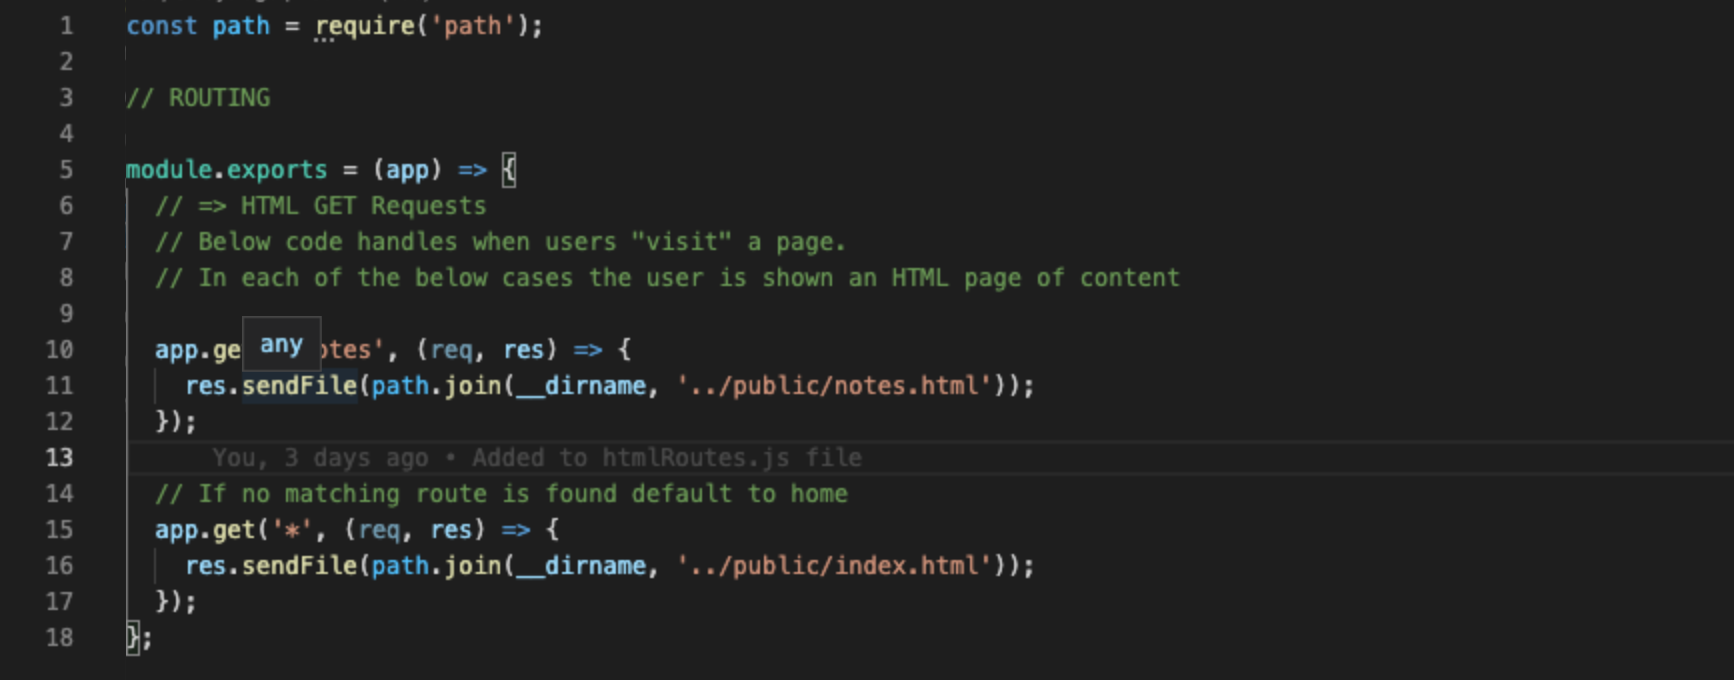 1 const path = require('path');
2
3 // ROUTING
4
5 module.exports = (app) => {
6 // => HTML GET Requests
7 // Below code handles when users "visit" a page.
8 // In each of the below cases the user is shown an HTML page of content
9
any
10 app.ge otes', (req, res) => {
11 res.sendFile(path.join(__dirname, '../public/notes.html'));
12 });
13 You, 3 days ago • Added to htmlRoutes.js file
14 // If no matching route is found default to home
15 app.get('*', (req, res) => {
16 res.sendFile(path.join(__dirname, '../public/index.html'));
17 });
18 };